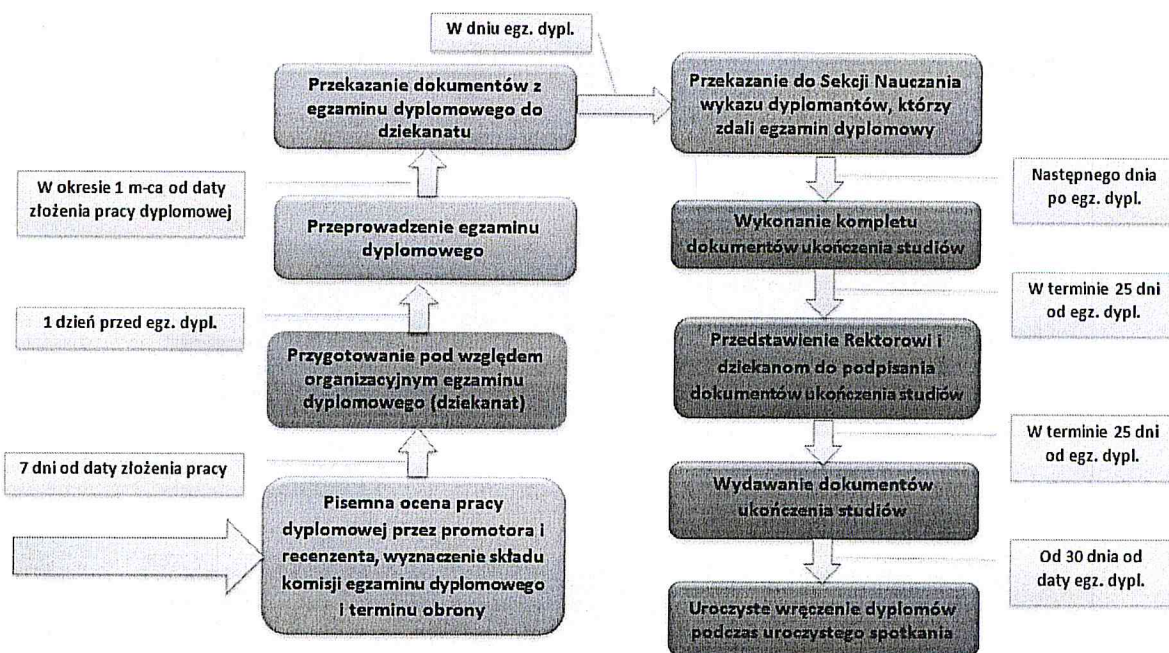 W dniu egz. dypl.
Przekazanie dokumentów z
egzaminu dyplomowego do
dziekanatu
Przekazanie do Sekcji Nauczania
wykazu dyplomantów, którzy
zdali egzamin dyplomowy
W okresie 1 m-ca od daty
złożenia pracy dyplomowej
Następnego dnia
po egz. dypl.
Przeprowadzenie egzaminu
dyplomowego
Wykonanie kompletu
dokumentów ukończenia studiów
1 dzień przed egz. dypl.
W terminie 25 dni
od egz. dypl.
Przygotowanie pod względem
organizacyjnym egzaminu
dyplomowego (dziekanat)
Przedstawienie Rektorowi i
dziekanom do podpisania
dokumentów ukończenia studiów
7 dni od daty złożenia pracy
W terminie 25 dni
od egz. dypl.
Pisemna ocena pracy
dyplomowej przez promotora i
recenzenta, wyznaczenie składu
komisji egzaminu dyplomowego
i terminu obrony
Wydawanie dokumentów
ukończenia studiów
Od 30 dnia od
daty egz. dypl.
Uroczyste wręczenie dyplomów
podczas uroczystego spotkania